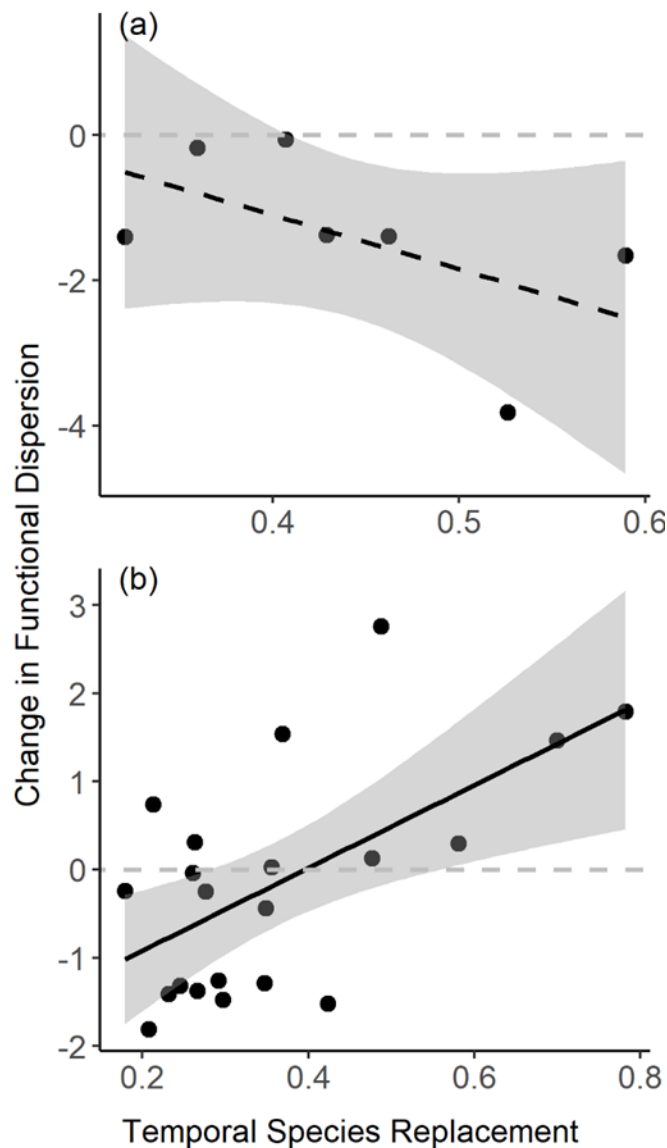 (a)
0
-2
-4
0.4 0.5 0.6
Change in Functional Dispersion
(b)
3
2
1
0
-1
-2
0.2 0.4 0.6 0.8
Temporal Species Replacement